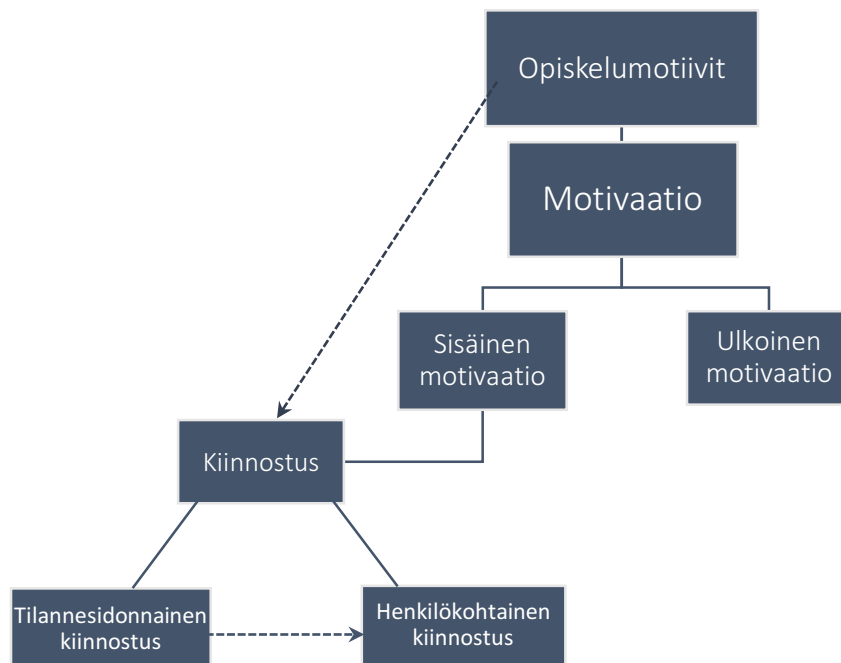 Opiskelumotiivit
Motivaatio
Sisäinen
motivaatio
Ulkoinen
motivaatio
Kiinnostus
Tilannesidonnainen
kiinnostus
Henkilökohtainen
kiinnostus